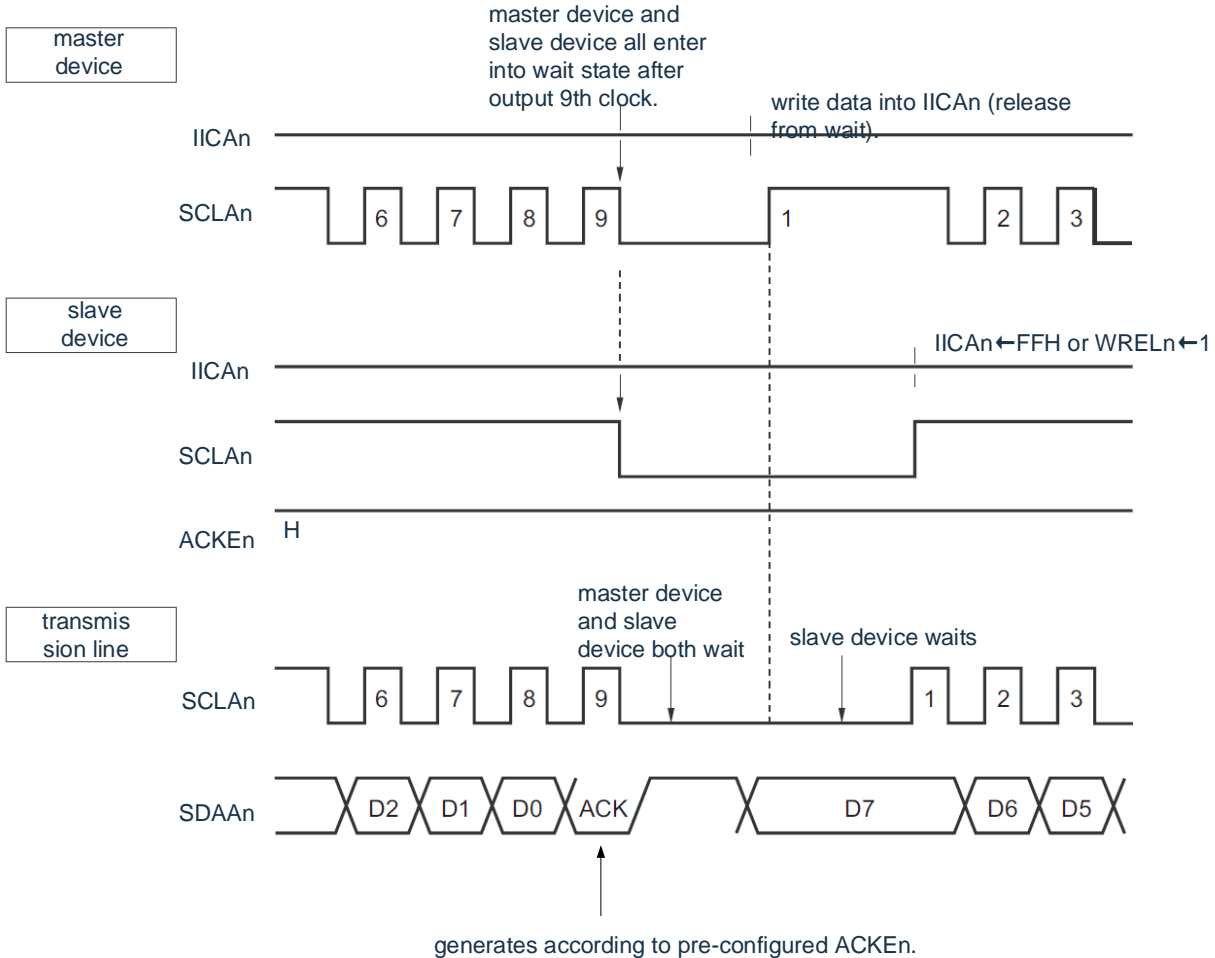 master device and
slave device all enter
into wait state after
output 9th clock.
master
device
write data into IICAn (release
from wait).
IICAn
SCLAn
6 7 8 9 1 2 3
slave
device
IICAn←FFH or WRELn←1
IICAn
SCLAn
H
ACKEn
master device
and slave
device both wait
slave device waits
transmis
sion line
SCLAn
6 7 8 9 1 2 3
SDAAn
D2 D1 D0 ACK D7 D6 D5
generates according to pre-configured ACKEn.